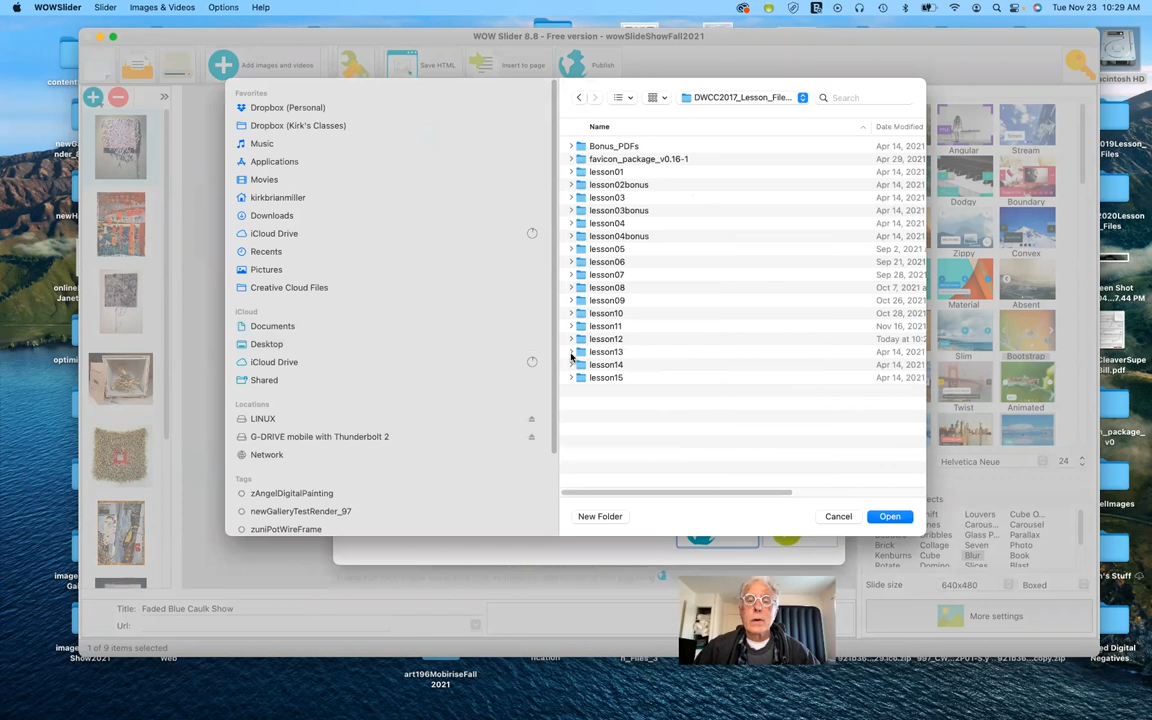 WOWSlider Slider Images & Videos Options Help
Tue Nov 23 10:29 AM
WOW Slider 8.8 - Free version - wowSlideShowFall2021
Add images and videos Save HTML Insert to page Publish
DWCC2017_Lesson_File... Search
Favorites
Dropbox (Personal)
Dropbox (Kirk's Classes)
Music
Applications
Movies
kirkbrianmiller
Downloads
iCloud Drive
Recents
Pictures
Creative Cloud Files
iCloud
Documents
Desktop
iCloud Drive
Shared
Locations
LINUX
G-DRIVE mobile with Thunderbolt 2
Network
Tags
zAngelDigitalPainting
newGalleryTestRender_97
zuniPotWireFrame
Name Date Modified
Bonus_PDFs Apr 14, 2021
favicon_package_v0.16-1 Apr 29, 2021
lesson01 Apr 14, 2021
lesson02bonus Apr 14, 2021
lesson03 Apr 14, 2021
lesson03bonus Apr 14, 2021
lesson04 Apr 14, 2021
lesson04bonus Apr 14, 2021
lesson05 Sep 2, 2021 a
lesson06 Sep 21, 2021
lesson07 Sep 28, 2021
lesson08 Oct 7, 2021 a
lesson09 Oct 26, 2021
lesson10 Oct 28, 2021
lesson11 Nov 16, 2021
lesson12 Today at 10:2
lesson13 Apr 14, 2021
lesson14 Apr 14, 2021
lesson15 Apr 14, 2021
New Folder Cancel Open
Angular Stream
Dodgy Boundary
Zippy Convex
Material Absent
Slim Bootstrap
Twist Animated
Helvetica Neue 24
Louvers Cube O...
Carous... Carousel
Dribbles Glass P... Parallax
Brick Collage Seven Photo
Kenburns Cube Blur Book
Rotate Domino Slices Blast
Slide size 640x480 Boxed
More settings
Title: Faded Blue Caulk Show
Url:
1 of 9 items selected
art196MobiriseFall
2021